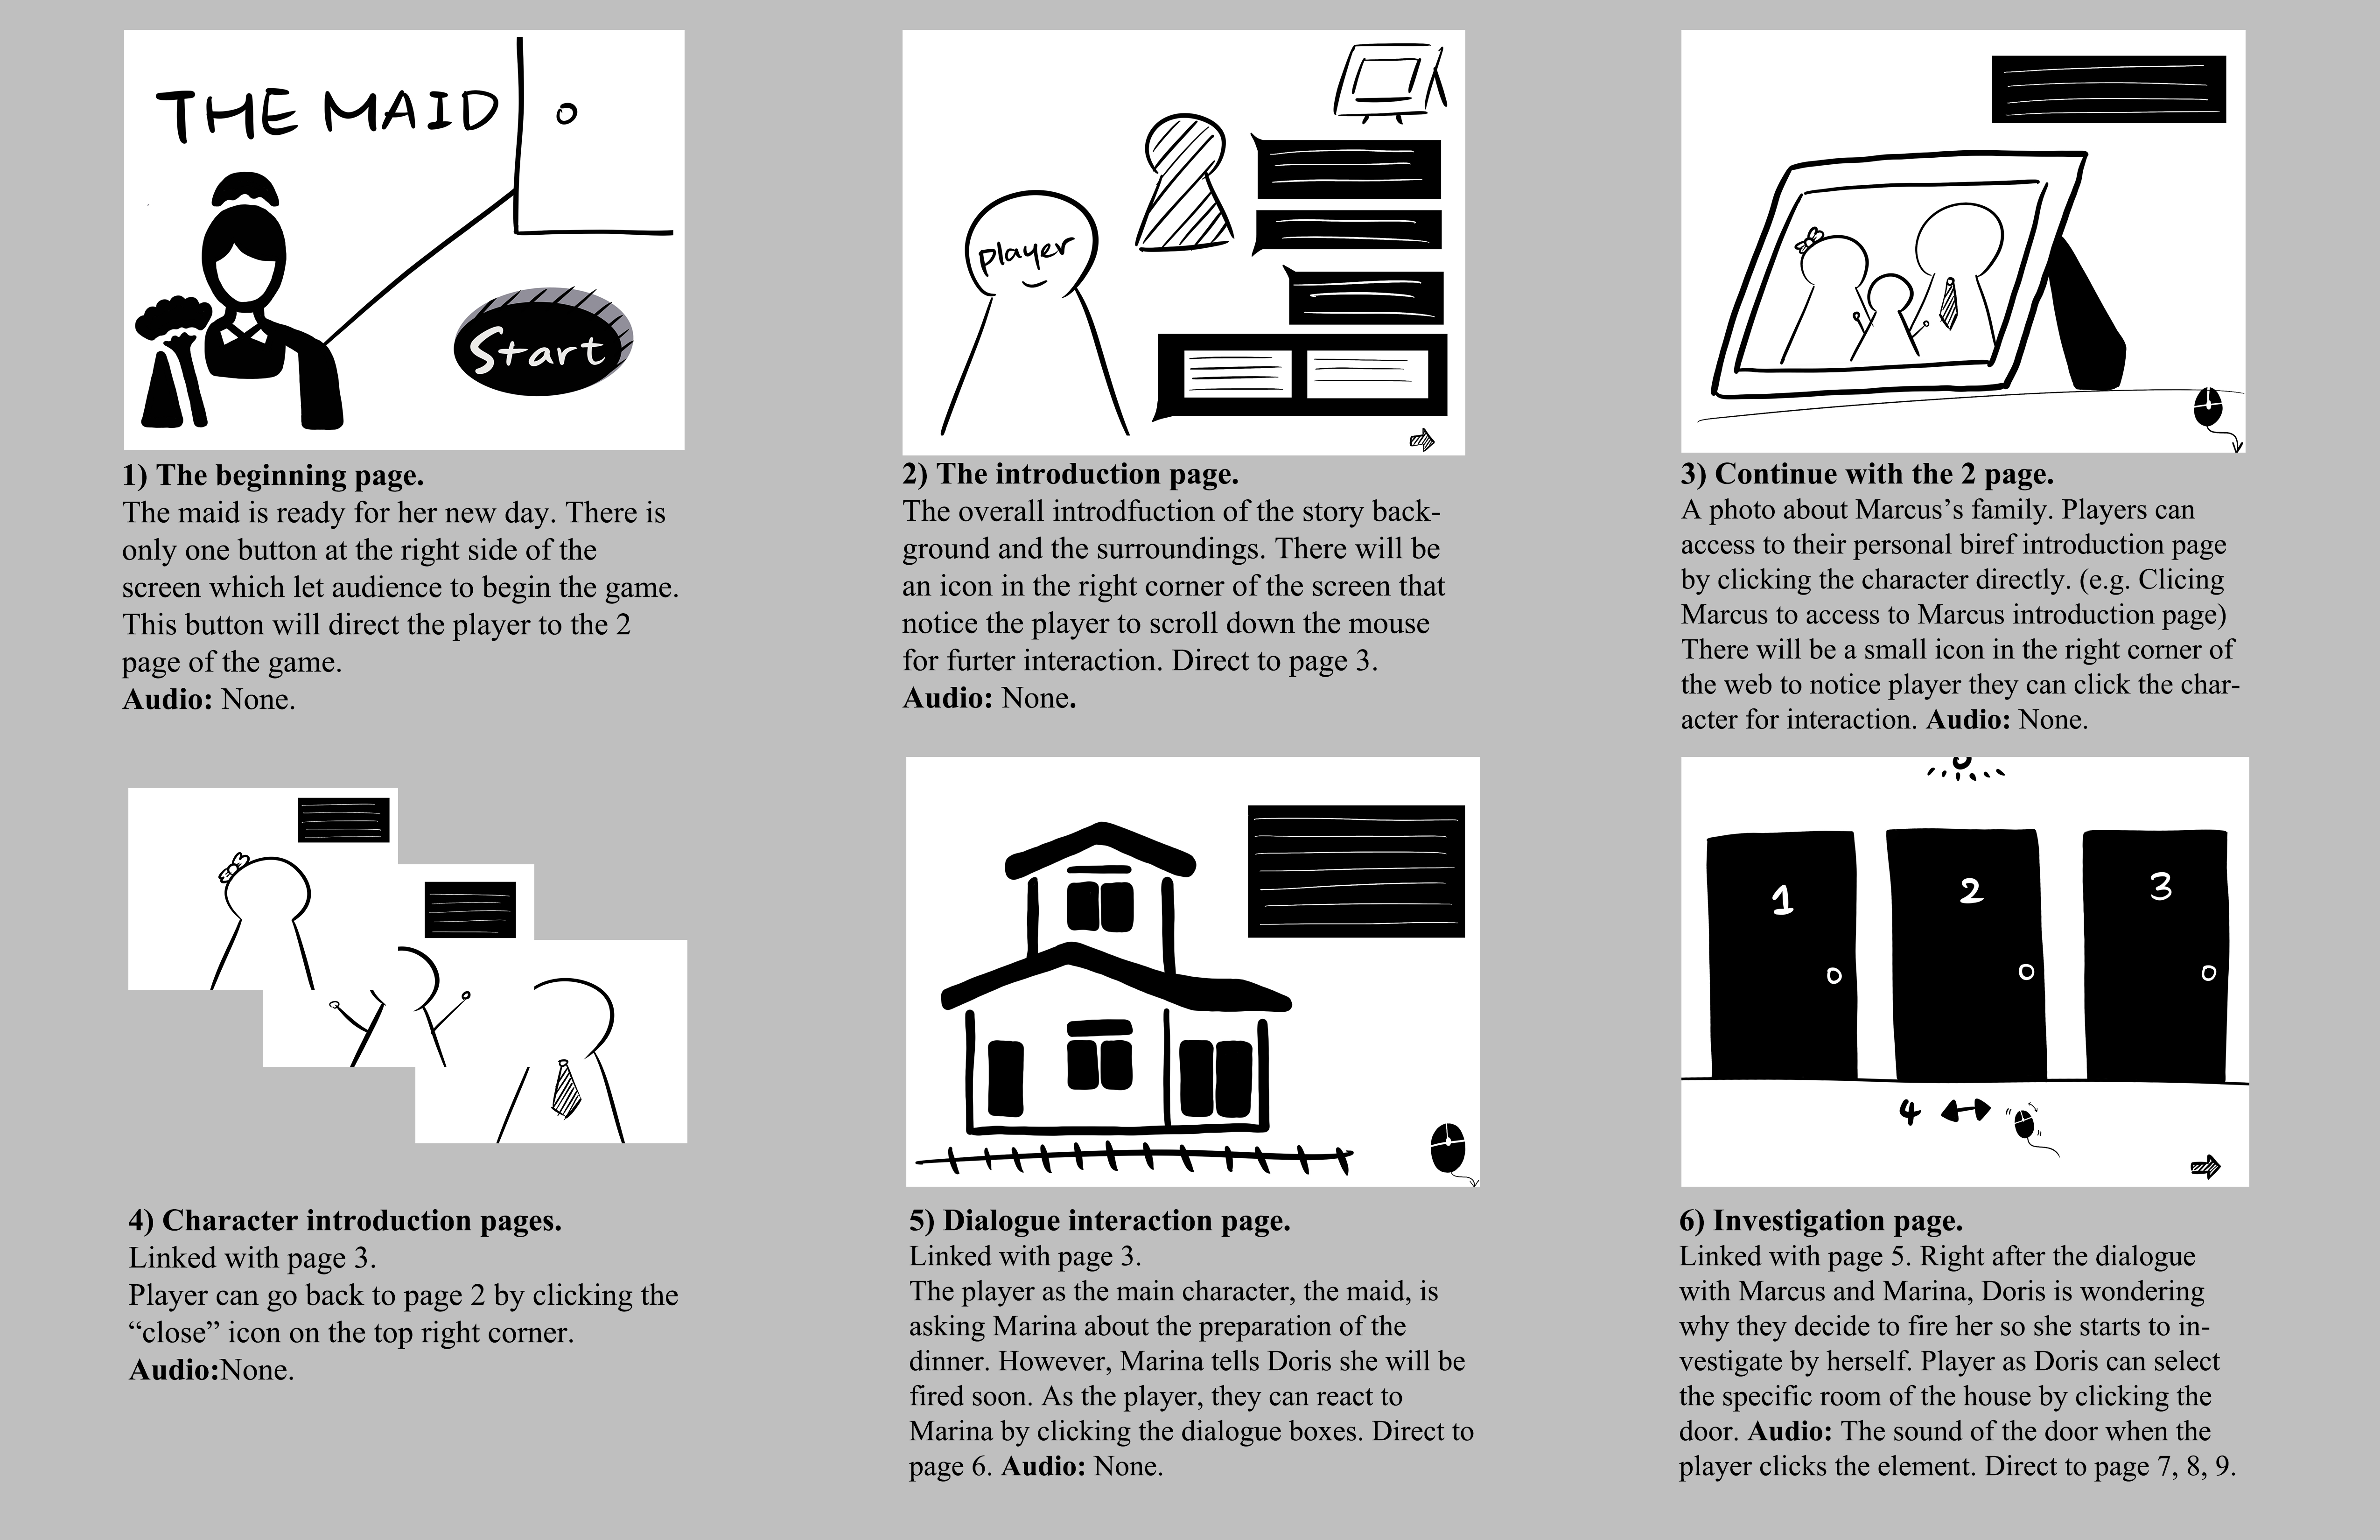 THE MAID
Start
1) The beginning page.
The maid is ready for her new day. There is
only one button at the right side of the
screen which let audience to begin the game.
This button will direct the player to the 2
page of the game.
Audio: None.
player
2) The introduction page.
The overall introdfuction of the story back-
ground and the surroundings. There will be
an icon in the right corner of the screen that
notice the player to scroll down the mouse
for furter interaction. Direct to page 3.
Audio: None.
3) Continue with the 2 page.
A photo about Marcus’s family. Players can
access to their personal biref introduction page
by clicking the character directly. (e.g. Clicing
Marcus to access to Marcus introduction page)
There will be a small icon in the right corner of
the web to notice player they can click the char-
acter for interaction. Audio: None.
4) Character introduction pages.
Linked with page 3.
Player can go back to page 2 by clicking the
“close” icon on the top right corner.
Audio:None.
5) Dialogue interaction page.
Linked with page 3.
The player as the main character, the maid, is
asking Marina about the preparation of the
dinner. However, Marina tells Doris she will be
fired soon. As the player, they can react to
Marina by clicking the dialogue boxes. Direct to
page 6. Audio: None.
1 2 3
4
6) Investigation page.
Linked with page 5. Right after the dialogue
with Marcus and Marina, Doris is wondering
why they decide to fire her so she starts to in-
vestigate by herself. Player as Doris can select
the specific room of the house by clicking the
door. Audio: The sound of the door when the
player clicks the element. Direct to page 7, 8, 9.